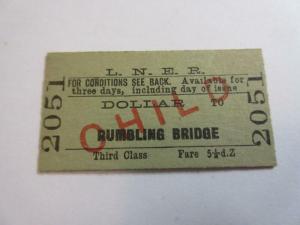 L. N. E. R.
FOR CONDITIONS SEE BACK. Available for
three days, including day of issue
DOLLAR TO
CHILD
RUMBLING BRIDGE
Third Class Fare 5½d.Z
2051
2051